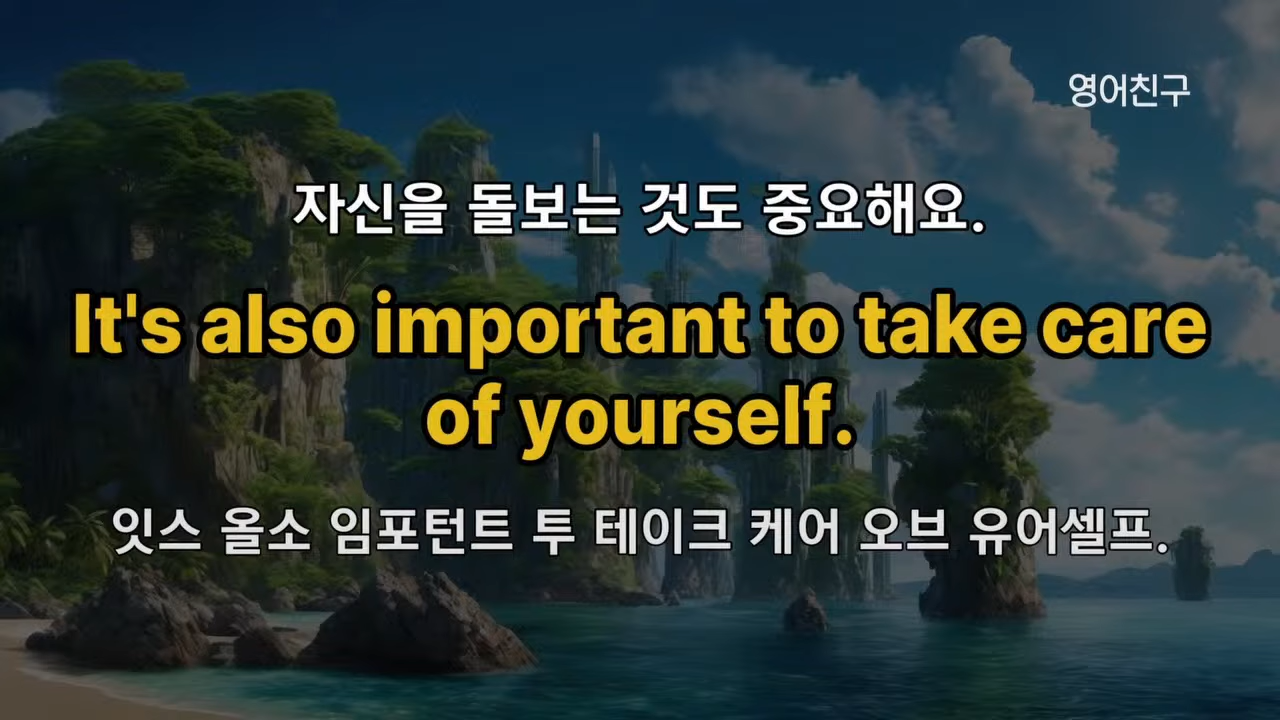 영어친구
자신을 돌보는 것도 중요해요.
It's also important to take care
of yourself.
잇스 올소 임포턴트 투 테이크 케어 오브 유어셀프.